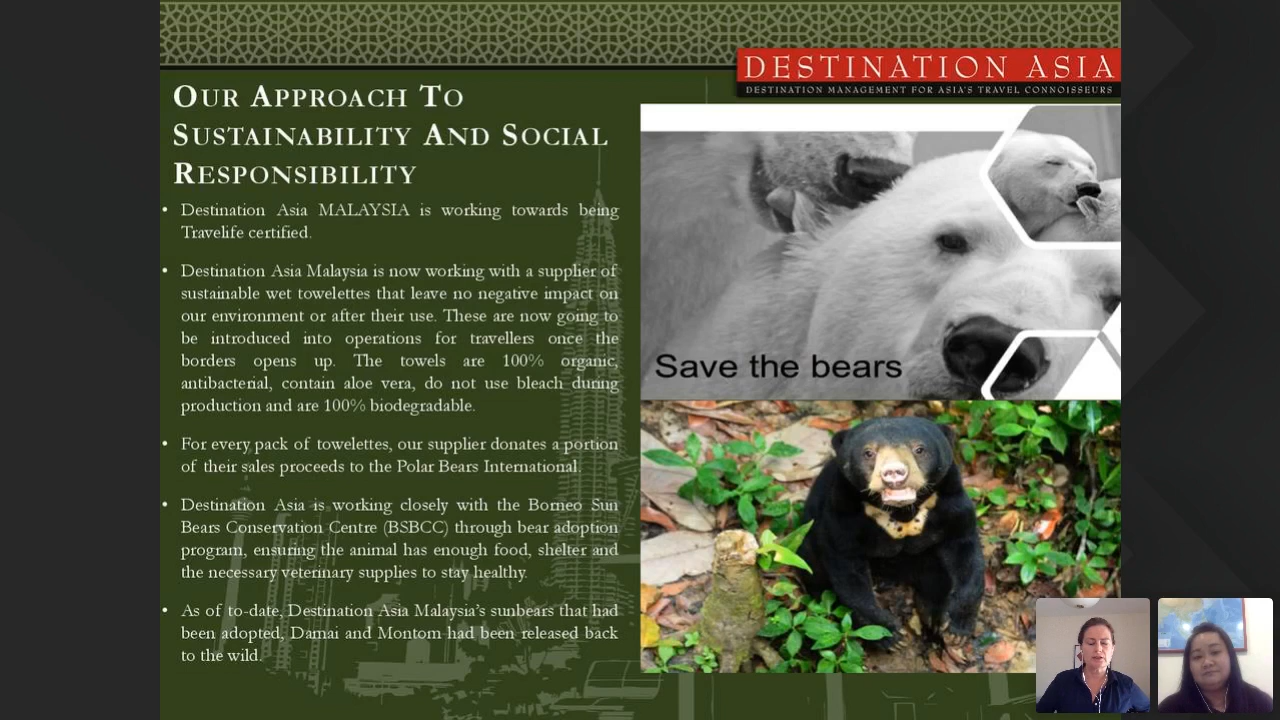 DESTINATION ASIA
DESTINATION MANAGEMENT FOR ASIA'S TRAVEL CONNOISSEURS
OUR APPROACH TO
SUSTAINABILITY AND SOCIAL
RESPONSIBILITY
• Destination Asia MALAYSIA is working towards being
Travelife certified.
• Destination Asia Malaysia is now working with a supplier of
sustainable wet towelettes that leave no negative impact on
our environment or after their use. These are now going to
be introduced into operations for travellers once the
borders opens up. The towels are 100% organic,
antibacterial, contain aloe vera, do not use bleach during
production and are 100% biodegradable.
• For every pack of towelettes, our supplier donates a portion
of their sales proceeds to the Polar Bears International.
• Destination Asia is working closely with the Borneo Sun
Bears Conservation Centre (BSBCC) through bear adoption
program, ensuring the animal has enough food, shelter and
the necessary veterinary supplies to stay healthy.
• As of to-date, Destination Asia Malaysia's sunbears that had
been adopted, Damai and Montom had been released back
to the wild.
Save the bears